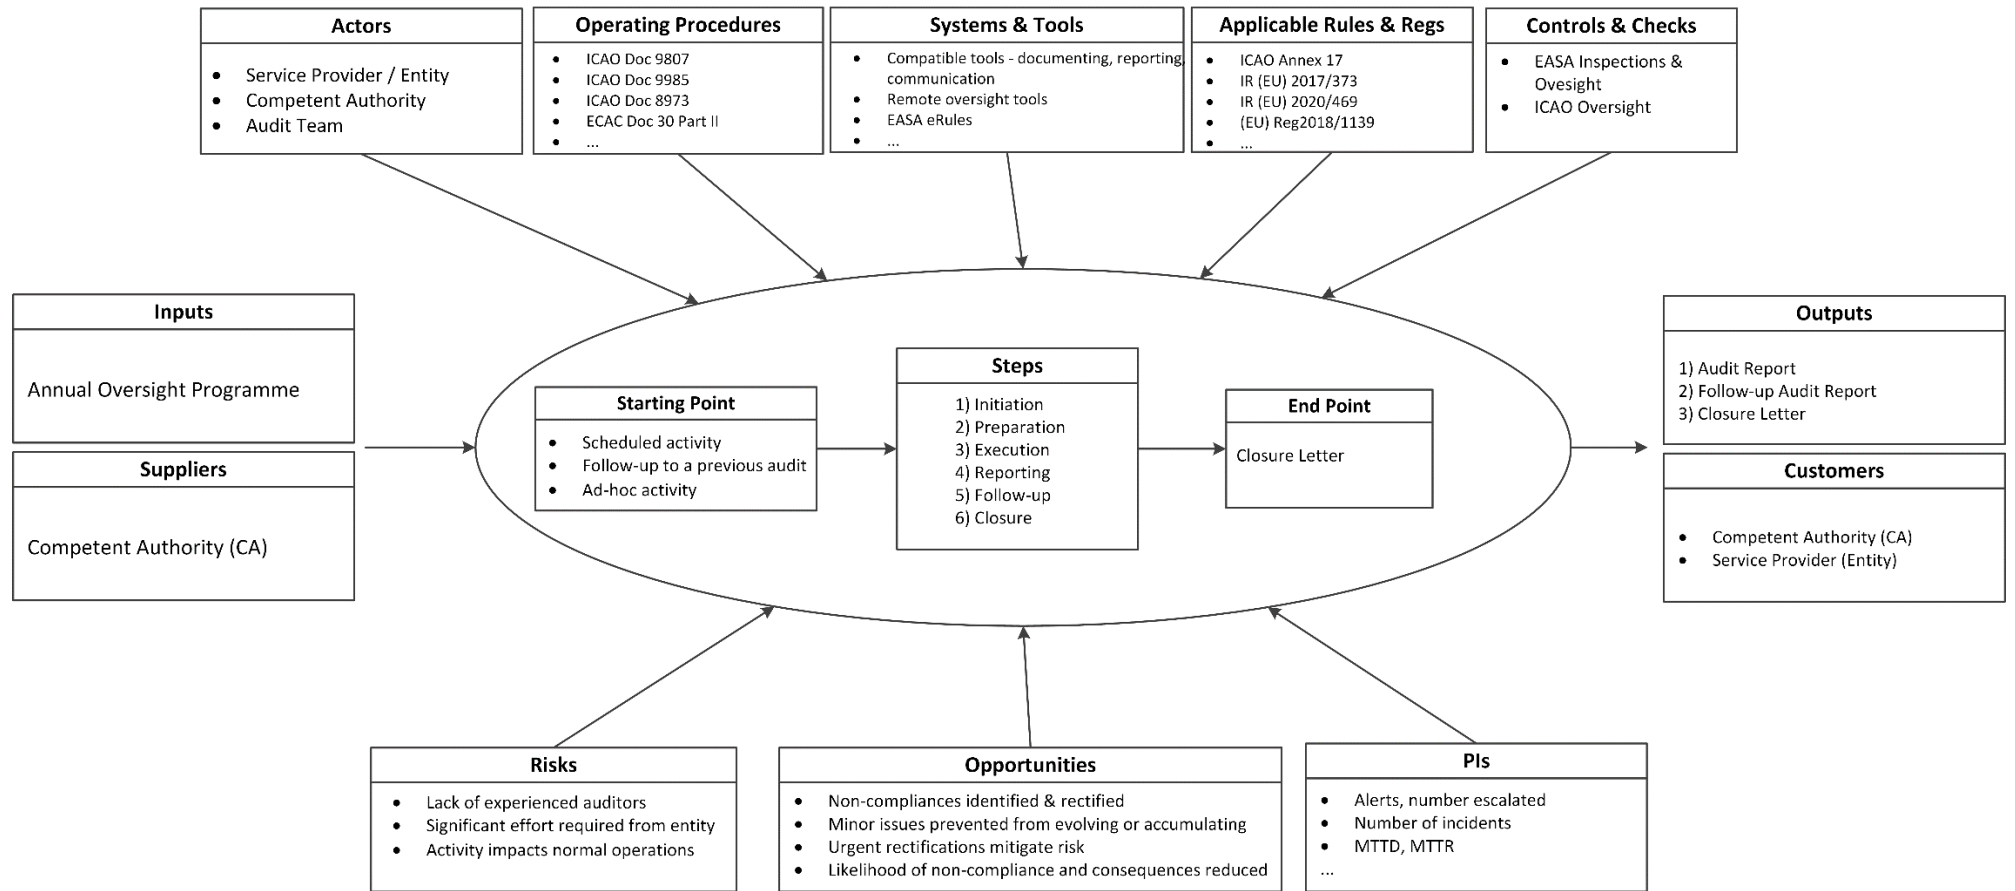 Actors
• Service Provider / Entity
• Competent Authority
• Audit Team
Operating Procedures
• ICAO Doc 9807
• ICAO Doc 9985
• ICAO Doc 8973
• ECAC Doc 30 Part II
• ...
Systems & Tools
• Compatible tools - documenting, reporting,
communication
• Remote oversight tools
• EASA eRules
• ...
Applicable Rules & Regs
• ICAO Annex 17
• IR (EU) 2017/373
• IR (EU) 2020/469
• (EU) Reg2018/1139
• ...
Controls & Checks
• EASA Inspections &
Ovesight
• ICAO Oversight
Inputs
Annual Oversight Programme
Suppliers
Competent Authority (CA)
Starting Point
• Scheduled activity
• Follow-up to a previous audit
• Ad-hoc activity
Steps
1) Initiation
2) Preparation
3) Execution
4) Reporting
5) Follow-up
6) Closure
End Point
Closure Letter
Outputs
1) Audit Report
2) Follow-up Audit Report
3) Closure Letter
Customers
• Competent Authority (CA)
• Service Provider (Entity)
Risks
• Lack of experienced auditors
• Significant effort required from entity
• Activity impacts normal operations
Opportunities
• Non-compliances identified & rectified
• Minor issues prevented from evolving or accumulating
• Urgent rectifications mitigate risk
• Likelihood of non-compliance and consequences reduced
PIs
• Alerts, number escalated
• Number of incidents
• MTTD, MTTR
...